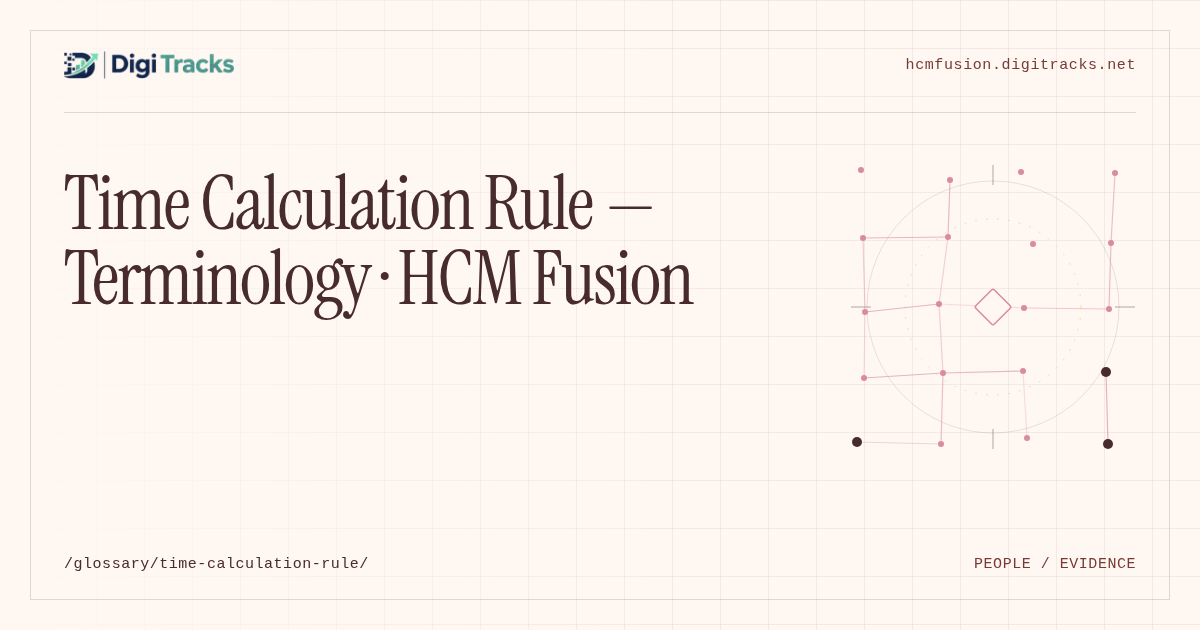 Digi Tracks
hcmfusion.digitracks.net
Time Calculation Rule —
Terminology · HCM Fusion
/glossary/time-calculation-rule/
PEOPLE / EVIDENCE